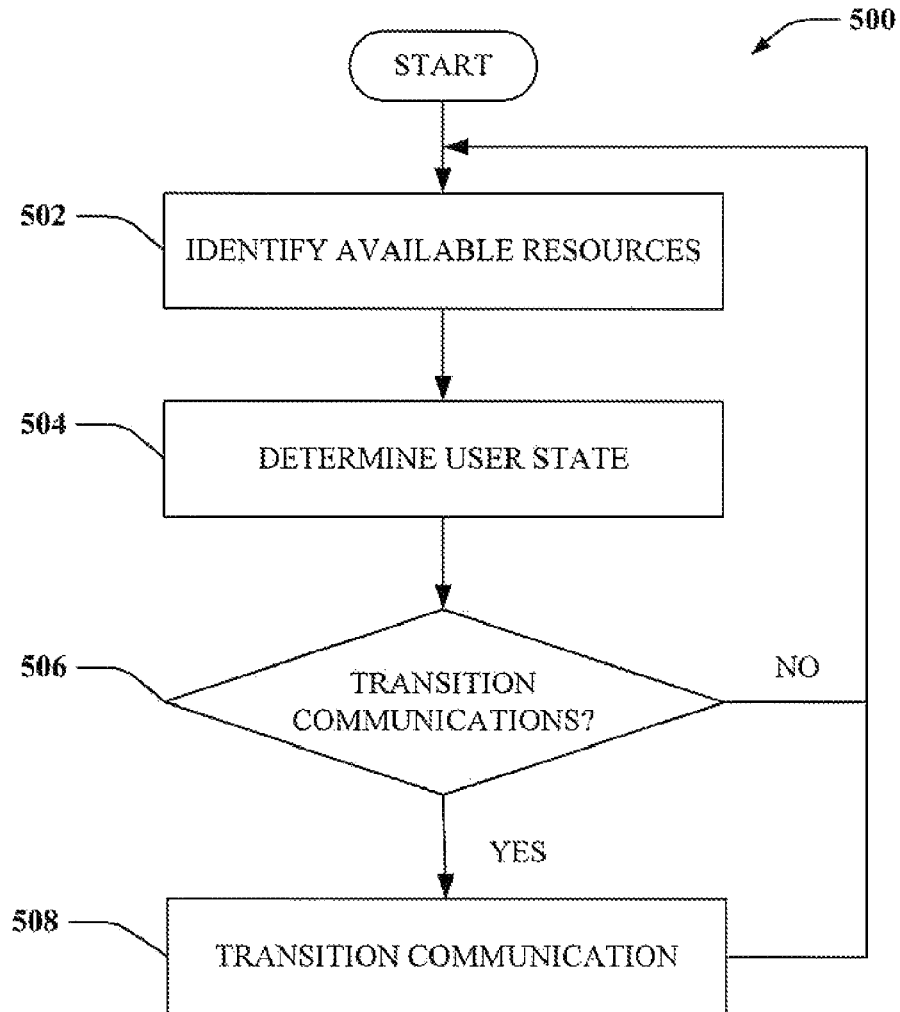 500
START
502
IDENTIFY AVAILABLE RESOURCES
504
DETERMINE USER STATE
506
TRANSITION
COMMUNICATIONS?
NO
YES
508
TRANSITION COMMUNICATION